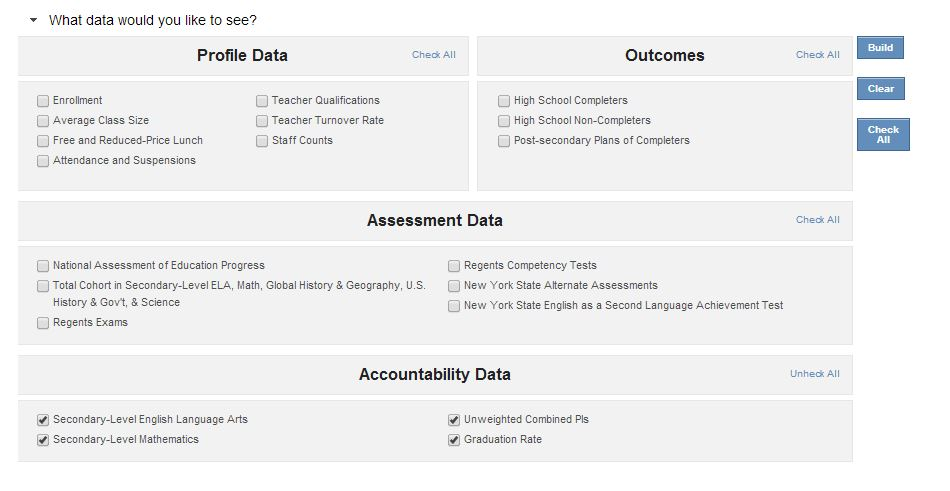 What data would you like to see?
Profile Data
Check All
Enrollment
Average Class Size
Free and Reduced-Price Lunch
Attendance and Suspensions
Teacher Qualifications
Teacher Turnover Rate
Staff Counts
Outcomes
Check All
High School Completers
High School Non-Completers
Post-secondary Plans of Completers
Build
Clear
Check
All
Assessment Data
Check All
National Assessment of Education Progress
Total Cohort in Secondary-Level ELA, Math, Global History & Geography, U.S.
History & Gov't, & Science
Regents Exams
Regents Competency Tests
New York State Alternate Assessments
New York State English as a Second Language Achievement Test
Accountability Data
Unheck All
Secondary-Level English Language Arts
Secondary-Level Mathematics
Unweighted Combined PIs
Graduation Rate